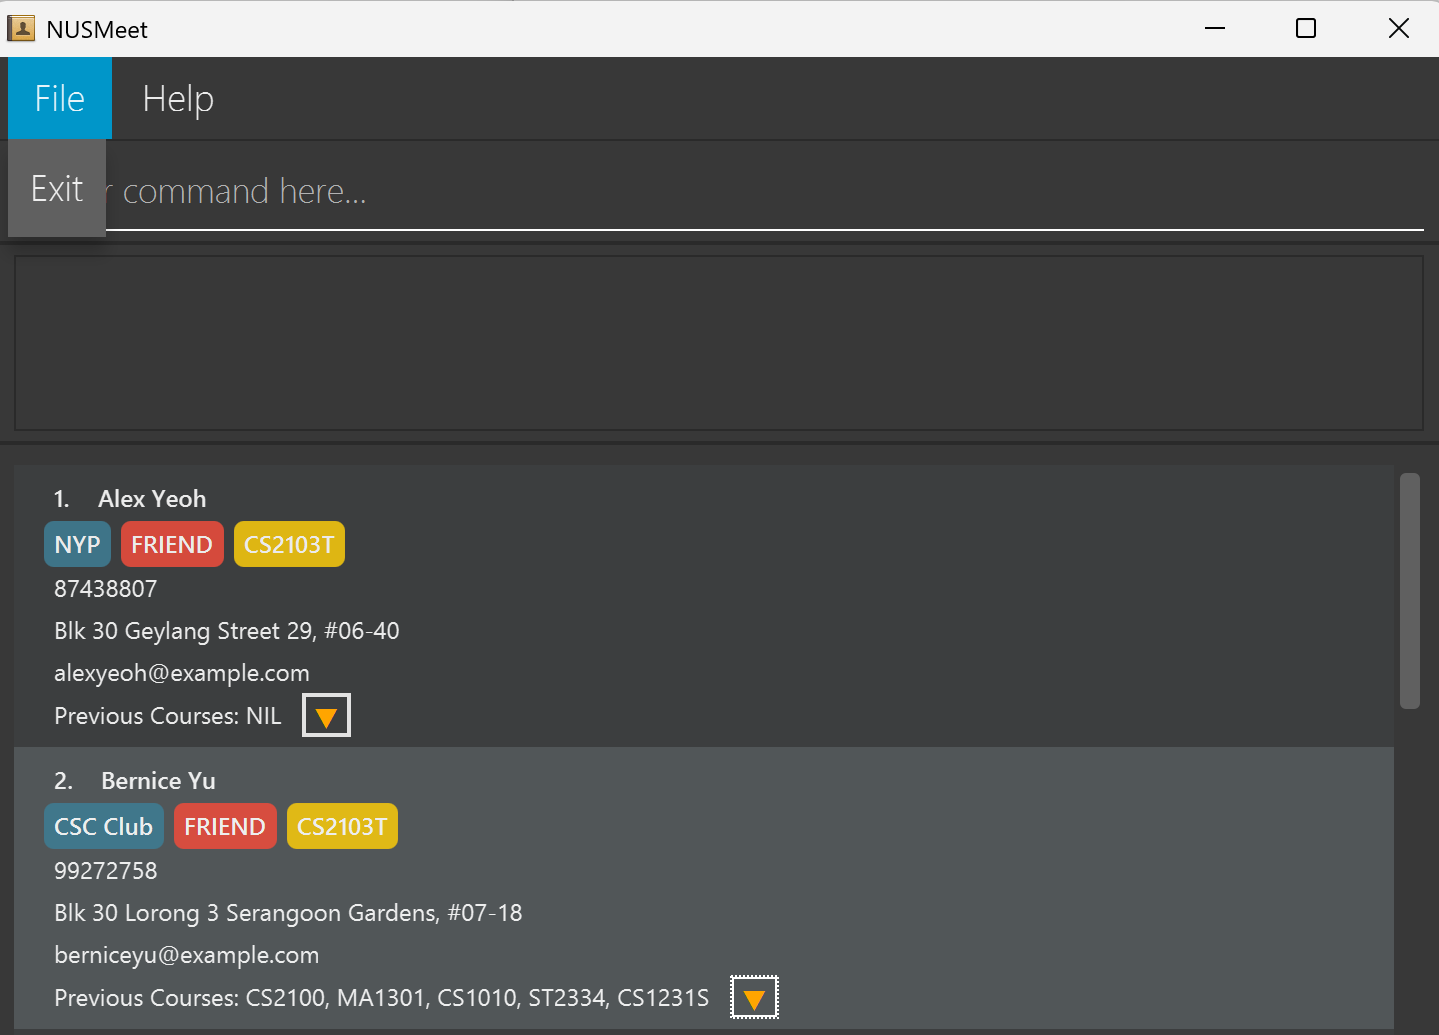 NUSMeet
File Help
Exit
command here...
1. Alex Yeoh
NYP FRIEND CS2103T
87438807
Blk 30 Geylang Street 29, #06-40
alexyeoh@example.com
Previous Courses: NIL
2. Bernice Yu
CSC Club FRIEND CS2103T
99272758
Blk 30 Lorong 3 Serangoon Gardens, #07-18
berniceyu@example.com
Previous Courses: CS2100, MA1301, CS1010, ST2334, CS1231S